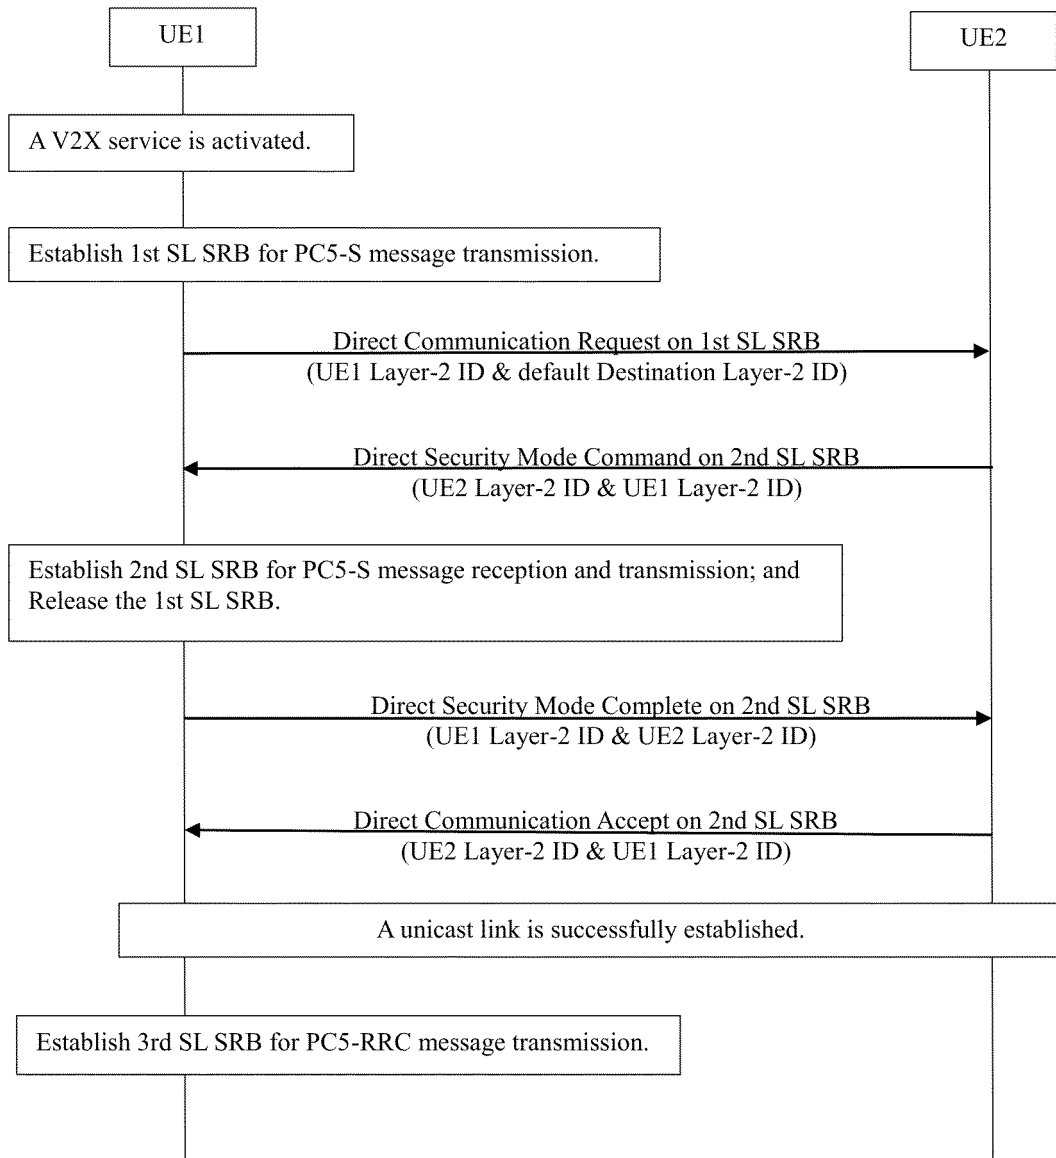 UE1
UE2
A V2X service is activated.
Establish 1st SL SRB for PC5-S message transmission.
Direct Communication Request on 1st SL SRB
(UE1 Layer-2 ID & default Destination Layer-2 ID)
Direct Security Mode Command on 2nd SL SRB
(UE2 Layer-2 ID & UE1 Layer-2 ID)
Establish 2nd SL SRB for PC5-S message reception and transmission; and
Release the 1st SL SRB.
Direct Security Mode Complete on 2nd SL SRB
(UE1 Layer-2 ID & UE2 Layer-2 ID)
Direct Communication Accept on 2nd SL SRB
(UE2 Layer-2 ID & UE1 Layer-2 ID)
A unicast link is successfully established.
Establish 3rd SL SRB for PC5-RRC message transmission.